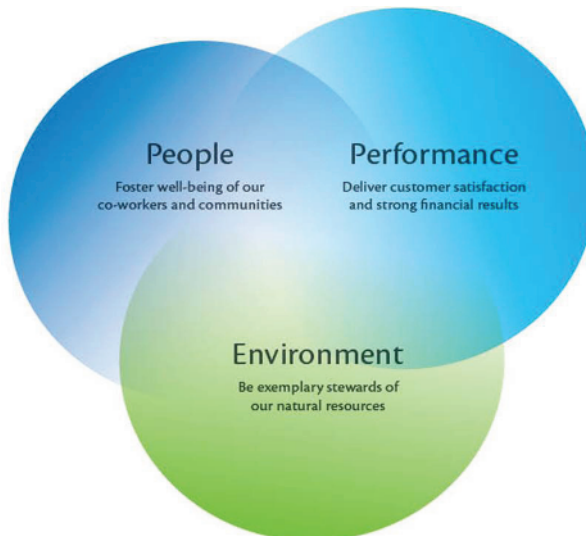 People
Foster well-being of our
co-workers and communities
Performance
Deliver customer satisfaction
and strong financial results
Environment
Be exemplary stewards of
our natural resources